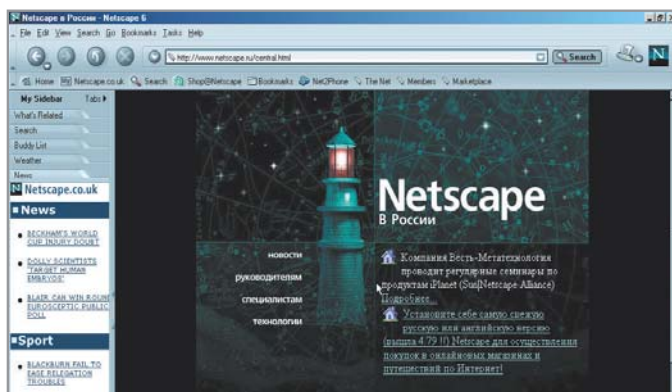 Netscape в России - Netscape 6
File Edit View Search Go Bookmarks Tasks Help
http://www.netscape.ru/central.html
Search
Home Netscape.co.uk Search Shop@Netscape Bookmarks Net2Phone The Net Members Marketplace
My Sidebar Tabs
What's Related
Search
Buddy List
Weather
News
Netscape.co.uk
News
BECKHAM'S WORLD
CUP INJURY DOUBT
DOLLY SCIENTISTS
'TARGET HUMAN
EMBRYOS'
BLAIR CAN WIN ROUND
EUROSCEPTIC PUBLIC
POLL
Sport
BLACKBURN FAIL TO
EASE RELEGATION
TROUBLES
Netscape
В России
новости
руководителям
специалистам
технологии
Компания Весть-Метатехнология
проводит регулярные семинары по
продуктам iPlanet (Sun|Netscape Alliance)
Подробнее...
Установите себе самую свежую
русскую или английскую версию
(вышла 4.79 !!) Netscape для осуществления
покупок в онлайновых магазинах и
путешествий по Интернет!